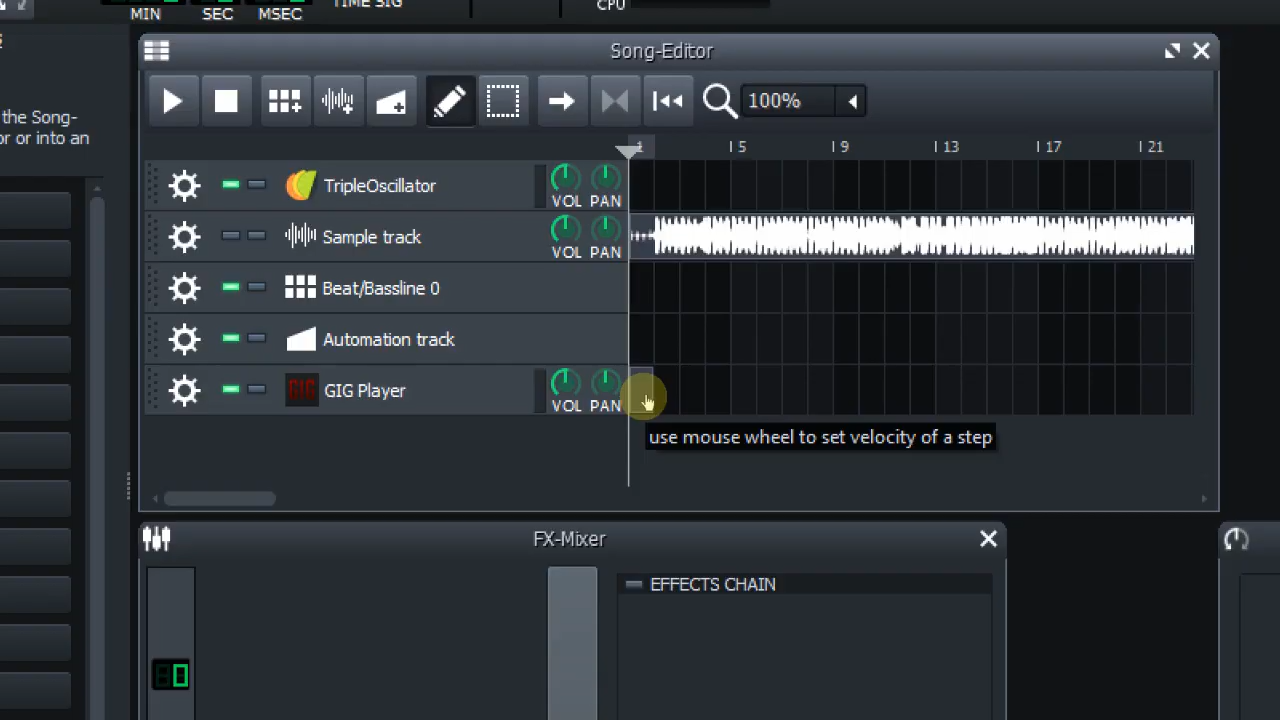 TIME SIG
CPU
MIN SEC MSEC
the Song-
or or into an
Song-Editor
100%
1 5 9 13 17 21
TripleOscillator VOL PAN
Sample track VOL PAN
Beat/Bassline 0
Automation track
GIG GIG Player VOL PAN
use mouse wheel to set velocity of a step
FX-Mixer
EFFECTS CHAIN
0